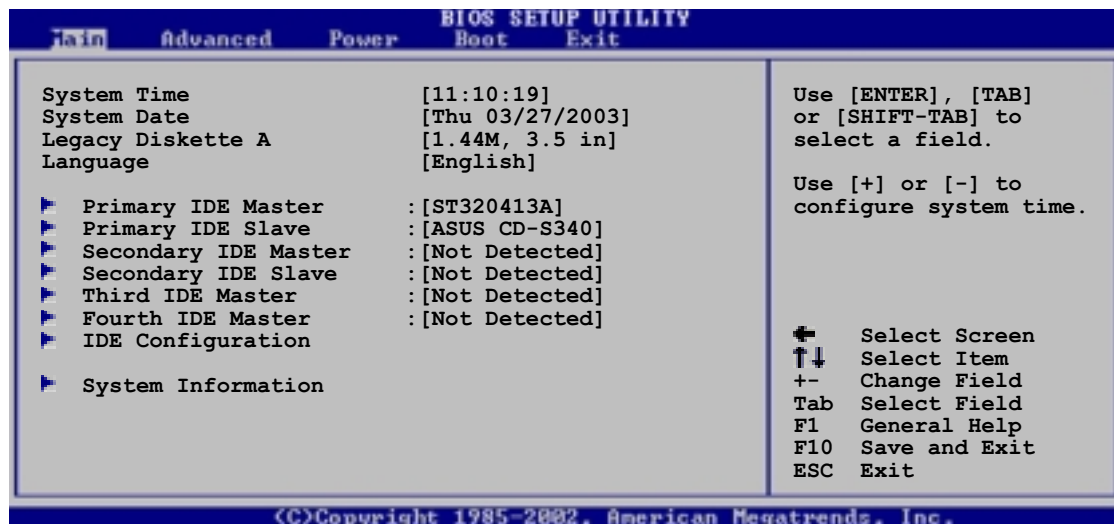 BIOS SETUP UTILITY
Main Advanced Power Boot Exit
System Time [11:10:19]
System Date [Thu 03/27/2003]
Legacy Diskette A [1.44M, 3.5 in]
Language [English]
Primary IDE Master :[ST320413A]
Primary IDE Slave :[ASUS CD-S340]
Secondary IDE Master :[Not Detected]
Secondary IDE Slave :[Not Detected]
Third IDE Master :[Not Detected]
Fourth IDE Master :[Not Detected]
IDE Configuration
System Information
Use [ENTER], [TAB]
or [SHIFT-TAB] to
select a field.
Use [+] or [-] to
configure system time.
← Select Screen
↑↓ Select Item
+- Change Field
Tab Select Field
F1 General Help
F10 Save and Exit
ESC Exit
(C)Copyright 1985-2002, American Megatrends, Inc.